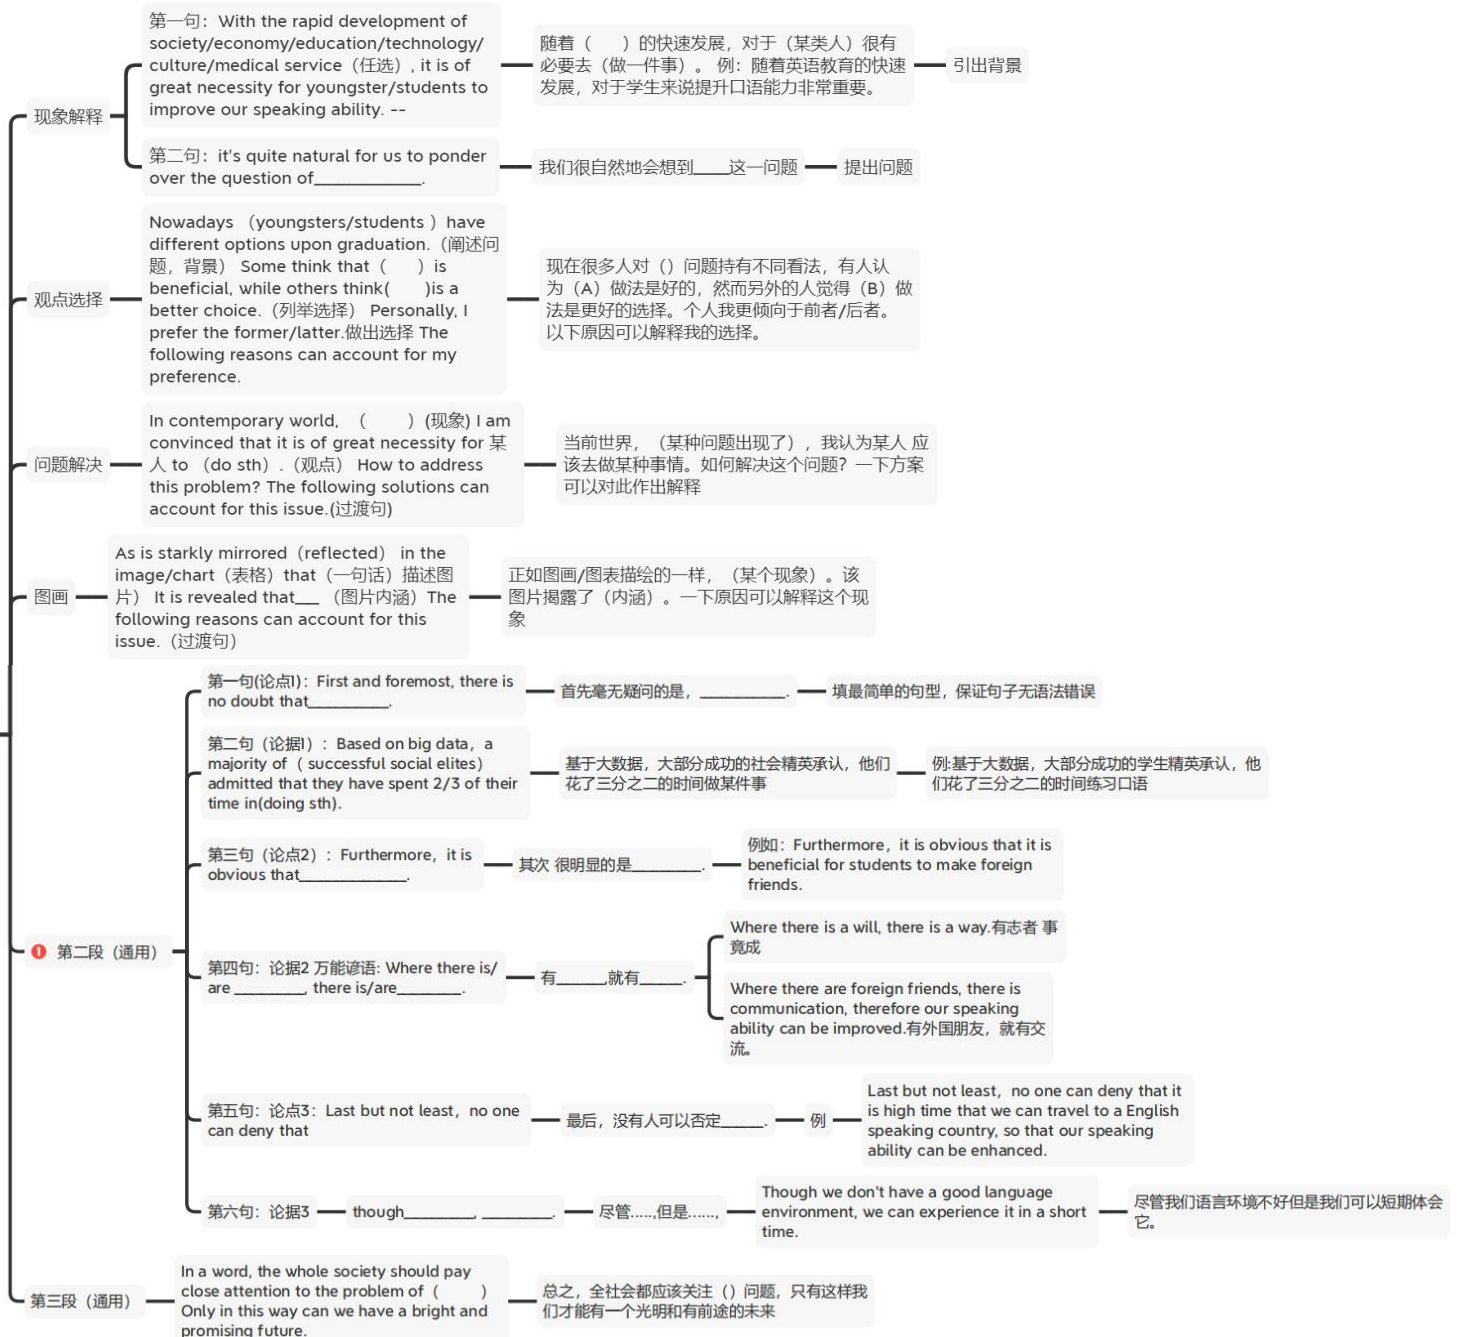 现象解释
第一句：With the rapid development of
society/economy/education/technology/
culture/medical service（任选）, it is of
great necessity for youngster/students to
improve our speaking ability. --
随着（　　）的快速发展，对于（某类人）很有
必要去（做一件事）。 例：随着英语教育的快速
发展，对于学生来说提升口语能力非常重要。
引出背景
第二句：it's quite natural for us to ponder
over the question of____________.
我们很自然地会想到____这一问题
提出问题
观点选择
Nowadays （youngsters/students ）have
different options upon graduation.（阐述问
题，背景） Some think that（　　）is
beneficial, while others think(　　)is a
better choice.（列举选择） Personally, I
prefer the former/latter.做出选择 The
following reasons can account for my
preference.
现在很多人对（）问题持有不同看法，有人认
为（A）做法是好的，然而另外的人觉得（B）做
法是更好的选择。个人我更倾向于前者/后者。
以下原因可以解释我的选择。
问题解决
In contemporary world, （　　）(现象) I am
convinced that it is of great necessity for 某
人 to （do sth）.（观点） How to address
this problem? The following solutions can
account for this issue.(过渡句)
当前世界，（某种问题出现了），我认为某人 应
该去做某种事情。如何解决这个问题？一下方案
可以对此作出解释
图画
As is starkly mirrored（reflected） in the
image/chart（表格）that（一句话）描述图
片） It is revealed that___ （图片内涵）The
following reasons can account for this
issue.（过渡句）
正如图画/图表描绘的一样，（某个现象）。该
图片揭露了（内涵）。一下原因可以解释这个现
象
❶ 第二段（通用）
第一句(论点1)：First and foremost, there is
no doubt that__________.
首先毫无疑问的是，__________.
填最简单的句型，保证句子无语法错误
第二句（论据1）：Based on big data，a
majority of（ successful social elites）
admitted that they have spent 2/3 of their
time in(doing sth).
基于大数据，大部分成功的社会精英承认，他们
花了三分之二的时间做某件事
例:基于大数据，大部分成功的学生精英承认，他
们花了三分之二的时间练习口语
第三句（论点2）：Furthermore，it is
obvious that_____________.
其次 很明显的是________.
例如：Furthermore，it is obvious that it is
beneficial for students to make foreign
friends.
第四句：论据2 万能谚语: Where there is/
are ________, there is/are________.
有______,就有_____.
Where there is a will, there is a way.有志者 事
竟成
Where there are foreign friends, there is
communication, therefore our speaking
ability can be improved.有外国朋友，就有交
流。
第五句：论点3：Last but not least，no one
can deny that
最后，没有人可以否定_____.
例
Last but not least，no one can deny that it
is high time that we can travel to a English
speaking country, so that our speaking
ability can be enhanced.
第六句：论据3
though________, ________.
尽管.....,但是......,
Though we don't have a good language
environment, we can experience it in a short
time.
尽管我们语言环境不好但是我们可以短期体会
它。
第三段（通用）
In a word, the whole society should pay
close attention to the problem of（　　）
Only in this way can we have a bright and
promising future.
总之，全社会都应该关注（）问题，只有这样我
们才能有一个光明和有前途的未来